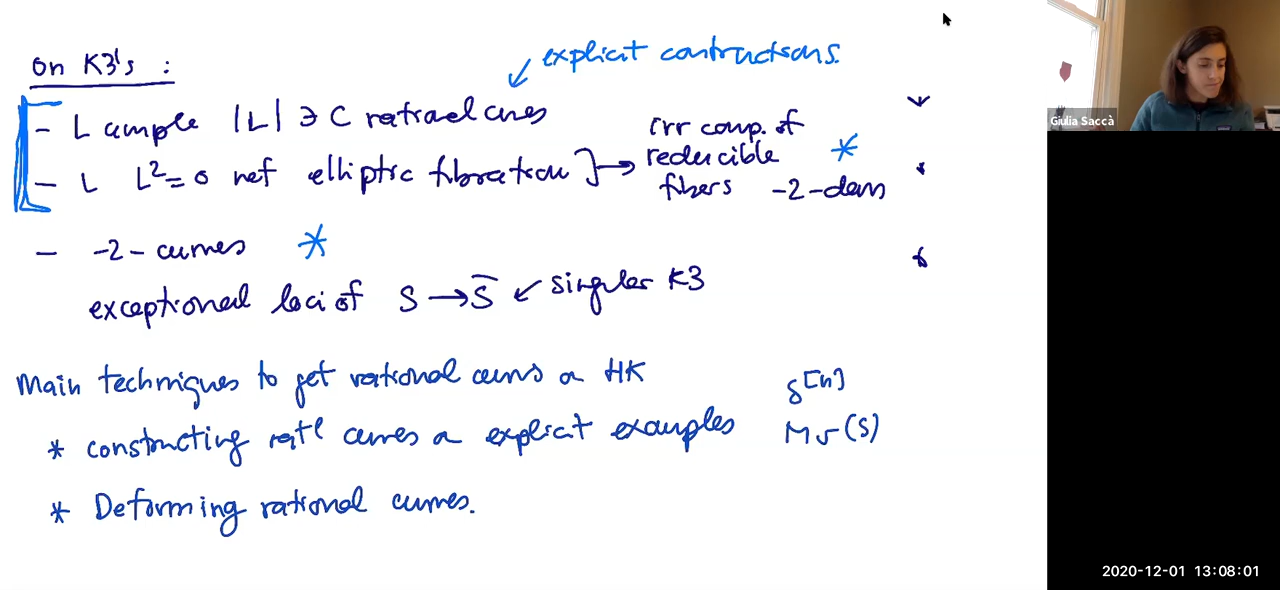 On K3's :
explicit contructions.
- L ample |L| ∋ C rational curves
- L L²=0 nef elliptic fibration ] → irr comp. of
reducible *
fibers -2-class
- -2- curves *
exceptional loci of S → S̄ ↙ singular K3
Main techniques to get rational curves on HK
* constructing rat'l curves on explicit examples
S^[n]
M_v(S)
* Deforming rational curves.
Giulia Saccà
2020-12-01 13:08:01